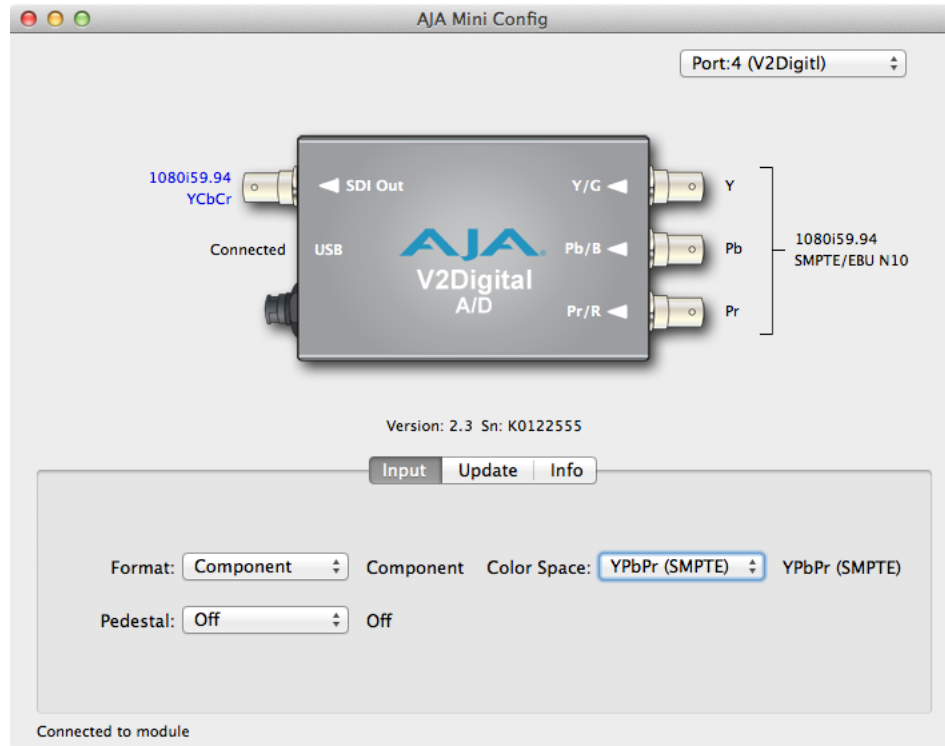 AJA Mini Config
Port:4 (V2Digitl)
1080i59.94
YCbCr
SDI Out
Y/G
Y
Connected
USB
AJA
Pb/B
Pb
1080i59.94
SMPTE/EBU N10
V2Digital
A/D
Pr/R
Pr
Version: 2.3 Sn: K0122555
Input Update Info
Format: Component Component Color Space: YPbPr (SMPTE) YPbPr (SMPTE)
Pedestal: Off Off
Connected to module